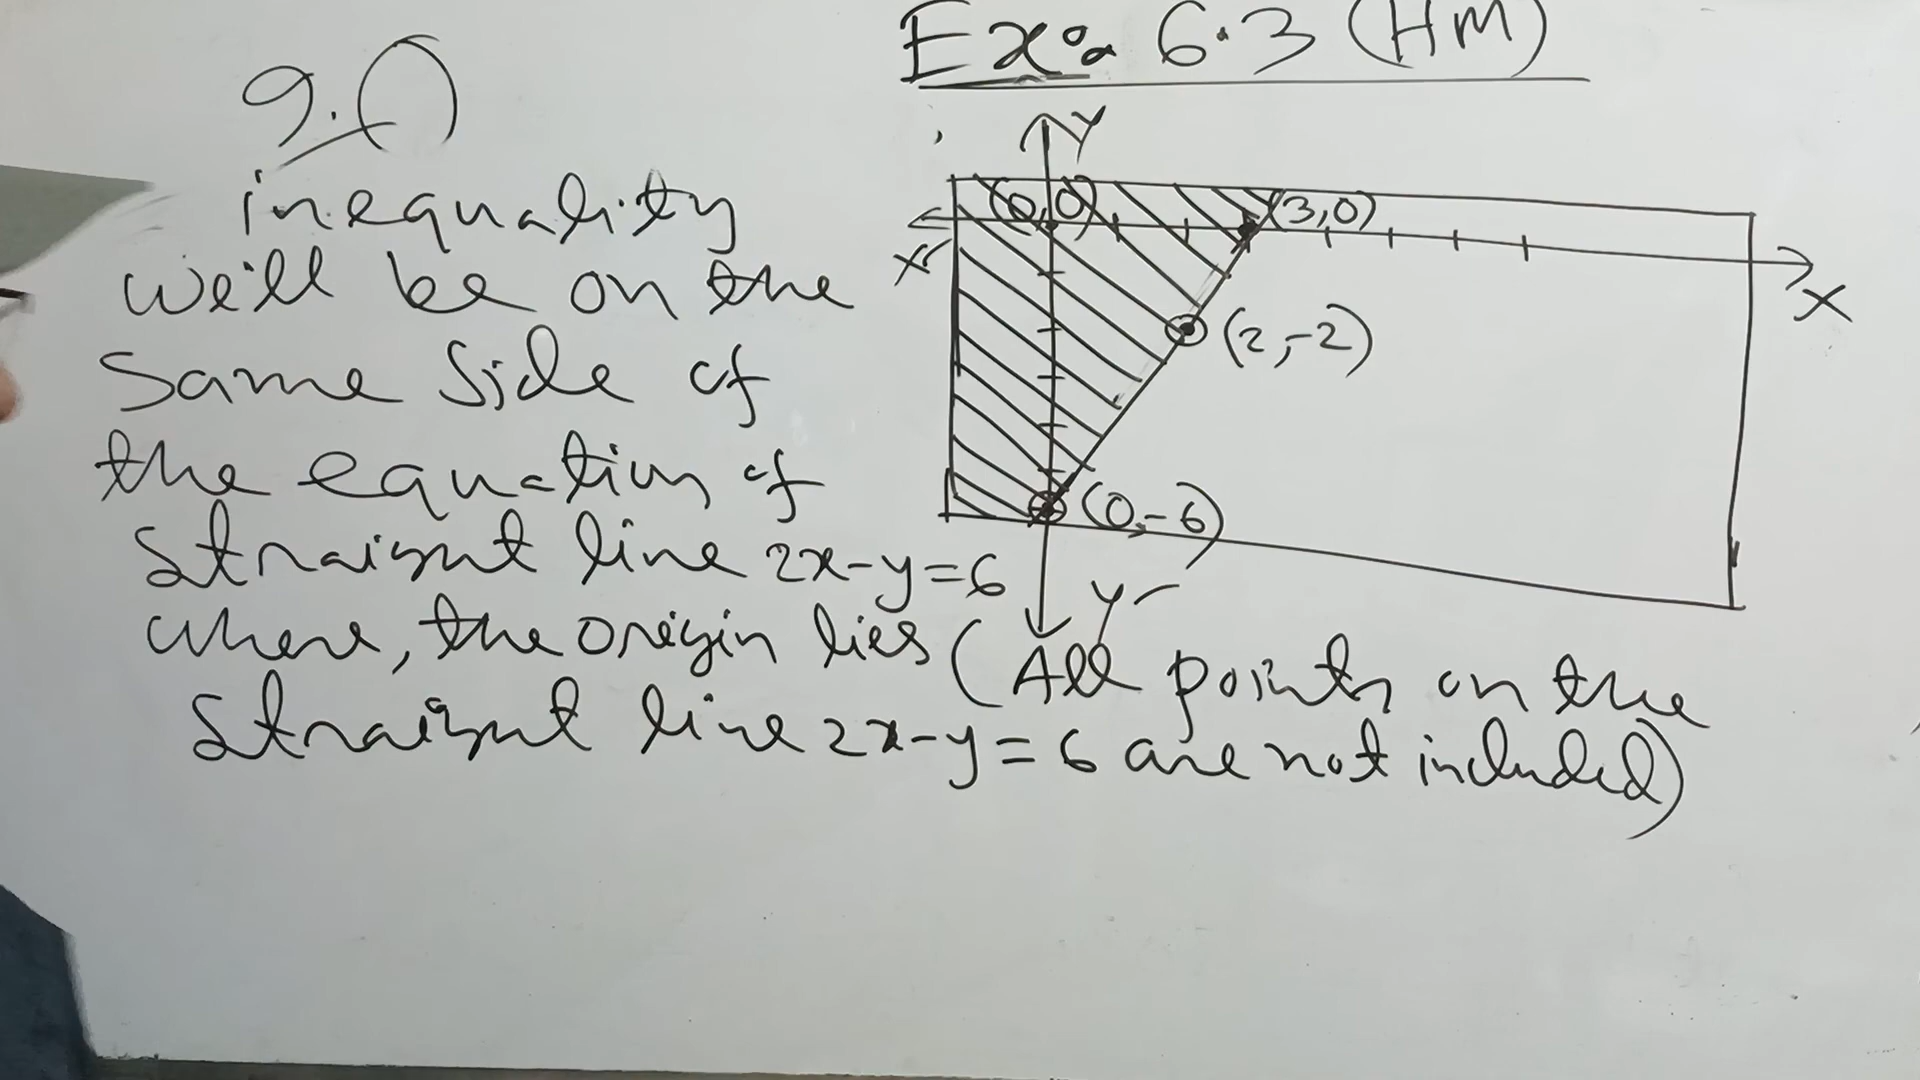 Ex: 6.3 (HM)
9.
inequality
will be on the
same side of
the equation of
straight line 2x-y=6
where, the origin lies (All points on the
straight line 2x-y=6 are not included)
Y
(0,0)
(3,0)
X′
X
(2,-2)
(0,-6)
Y′